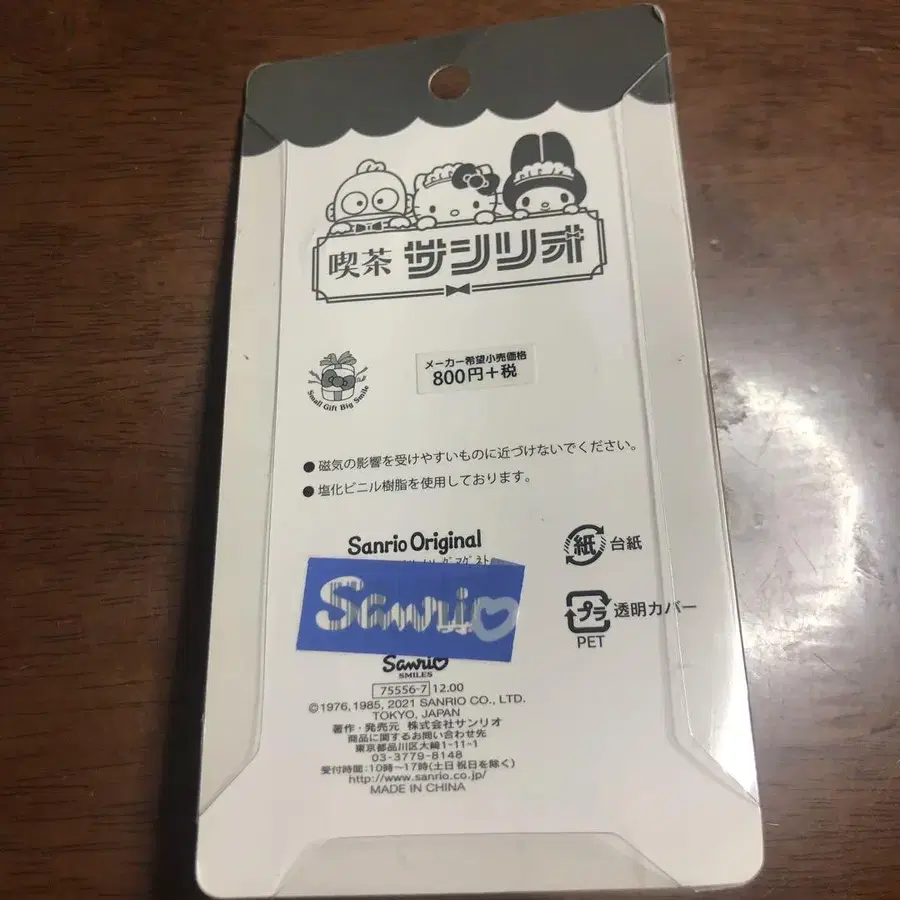 喫茶 サンリオ
Small Gift Big Smile
メーカー希望小売価格
800円+税
● 磁気の影響を受けやすいものに近づけないでください。
● 塩化ビニル樹脂を使用しております。
Sanrio Original
マグネット
Sanrio
紙 台紙
プラ 透明カバー
PET
Sanrio
SMILES
75556-7 12.00
©1976, 1985, 2021 SANRIO CO., LTD.
TOKYO, JAPAN
著作・発売元 株式会社サンリオ
商品に関するお問い合わせ先
東京都品川区大崎1-11-1
03-3779-8148
受付時間:10時～17時(土日祝日を除く)
http://www.sanrio.co.jp/
MADE IN CHINA